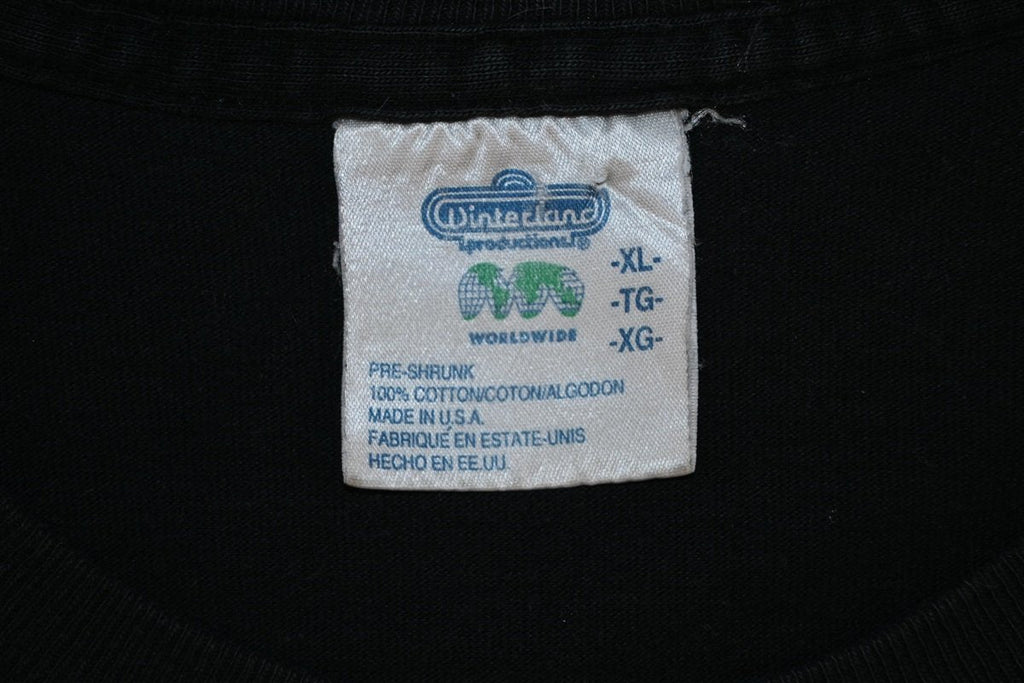 Winterland
productions®
-XL-
-TG-
-XG-
WORLDWIDE
PRE-SHRUNK
100% COTTON/COTON/ALGODON
MADE IN U.S.A.
FABRIQUÉ EN ESTATE-UNIS
HECHO EN EE.UU.